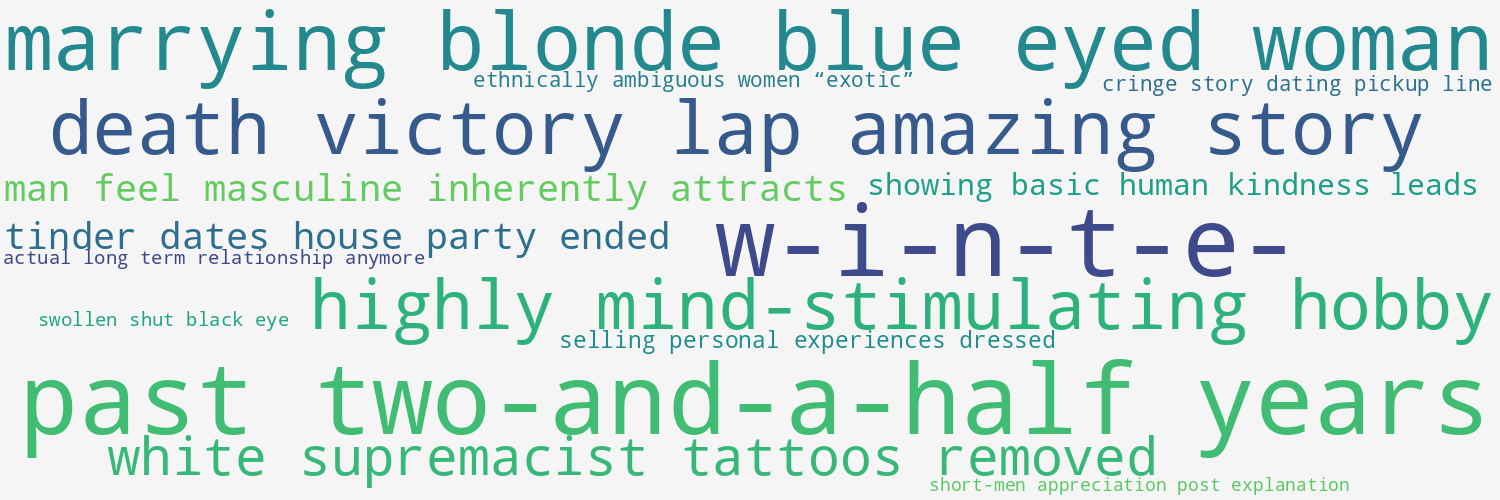 marrying blonde blue eyed woman
ethnically ambiguous women “exotic”
cringe story dating pickup line
death victory lap amazing story
man feel masculine inherently attracts
showing basic human kindness leads
w-i-n-t-e-
tinder dates house party ended
actual long term relationship anymore
highly mind-stimulating hobby
swollen shut black eye
selling personal experiences dressed
past two-and-a-half years
white supremacist tattoos removed
short-men appreciation post explanation